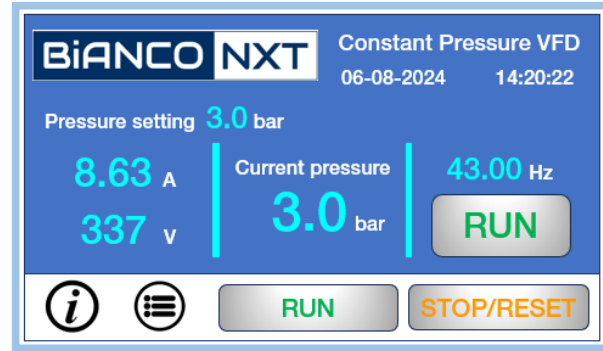 BiANCO NXT
Constant Pressure VFD
06-08-2024 14:20:22
Pressure setting 3.0 bar
8.63 A
337 V
Current pressure
3.0 bar
43.00 Hz
RUN
i
RUN
STOP/RESET